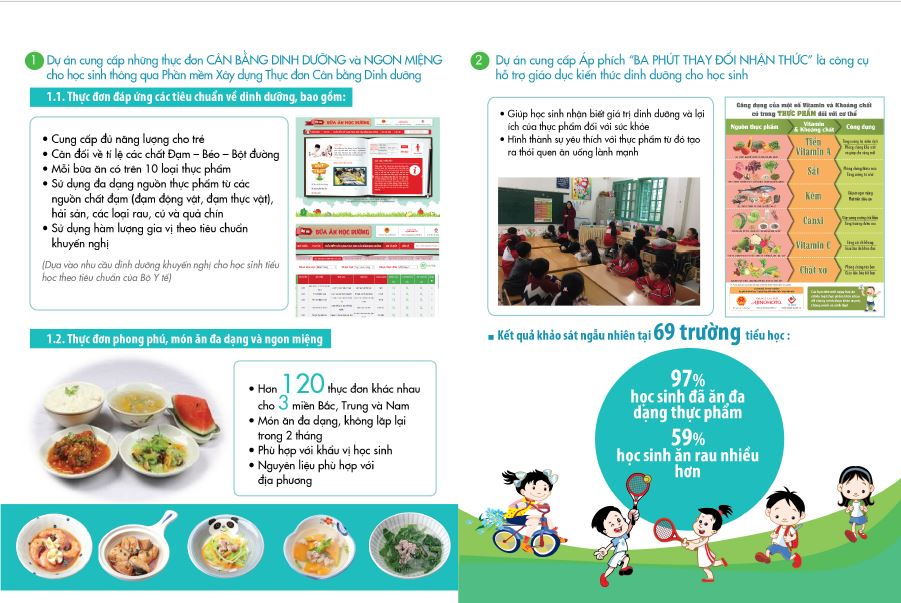 1 Dự án cung cấp những thực đơn CÂN BẰNG DINH DƯỠNG và NGON MIỆNG
cho học sinh thông qua Phần mềm Xây dựng Thực đơn Cân bằng Dinh dưỡng
1.1. Thực đơn đáp ứng các tiêu chuẩn về dinh dưỡng, bao gồm:
• Cung cấp đủ năng lượng cho trẻ
• Cân đối về tỉ lệ các chất Đạm – Béo – Bột đường
• Mỗi bữa ăn có trên 10 loại thực phẩm
• Sử dụng đa dạng nguồn thực phẩm từ các
nguồn chất đạm (đạm động vật, đạm thực vật),
hải sản, các loại rau, củ và quả chín
• Sử dụng hàm lượng gia vị theo tiêu chuẩn
khuyến nghị
(Dựa vào nhu cầu dinh dưỡng khuyến nghị cho học sinh tiểu
học theo tiêu chuẩn của Bộ Y tế)
BỮA ĂN HỌC ĐƯỜNG
BỮA ĂN HỌC ĐƯỜNG
1.2. Thực đơn phong phú, món ăn đa dạng và ngon miệng
• Hơn 120 thực đơn khác nhau
cho 3 miền Bắc, Trung và Nam
• Món ăn đa dạng, không lặp lại
trong 2 tháng
• Phù hợp với khẩu vị học sinh
• Nguyên liệu phù hợp với
địa phương
2 Dự án cung cấp Áp phích “BA PHÚT THAY ĐỔI NHẬN THỨC” là công cụ
hỗ trợ giáo dục kiến thức dinh dưỡng cho học sinh
• Giúp học sinh nhận biết giá trị dinh dưỡng và lợi
ích của thực phẩm đối với sức khỏe
• Hình thành sự yêu thích với thực phẩm từ đó tạo
ra thói quen ăn uống lành mạnh
Công dụng của một số Vitamin và Khoáng chất
có trong THỰC PHẨM đối với cơ thể
Nguồn thực phẩm
Vitamin
& Khoáng chất
Công dụng
Tiền
Vitamin A
Sắt
Kẽm
Canxi
Vitamin C
Chất xơ
AJINOMOTO
■ Kết quả khảo sát ngẫu nhiên tại 69 trường tiểu học :
97%
học sinh đã ăn đa
dạng thực phẩm
59%
học sinh ăn rau nhiều
hơn